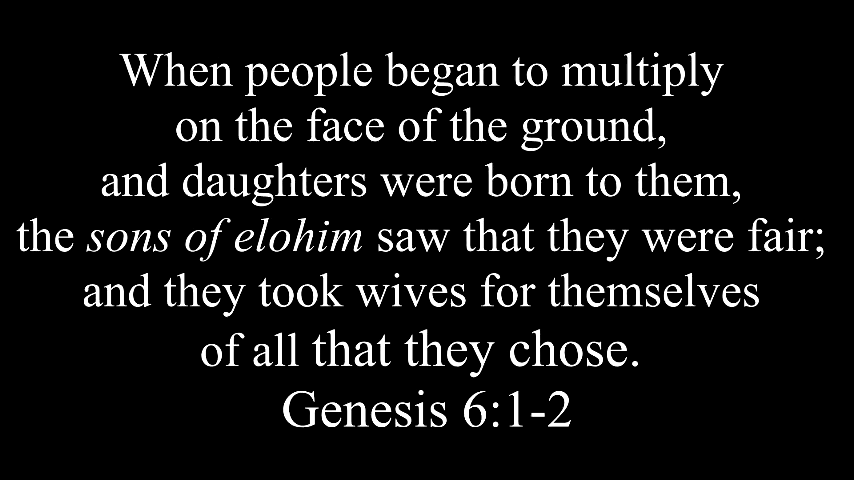 When people began to multiply
on the face of the ground,
and daughters were born to them,
the sons of elohim saw that they were fair;
and they took wives for themselves
of all that they chose.
Genesis 6:1-2